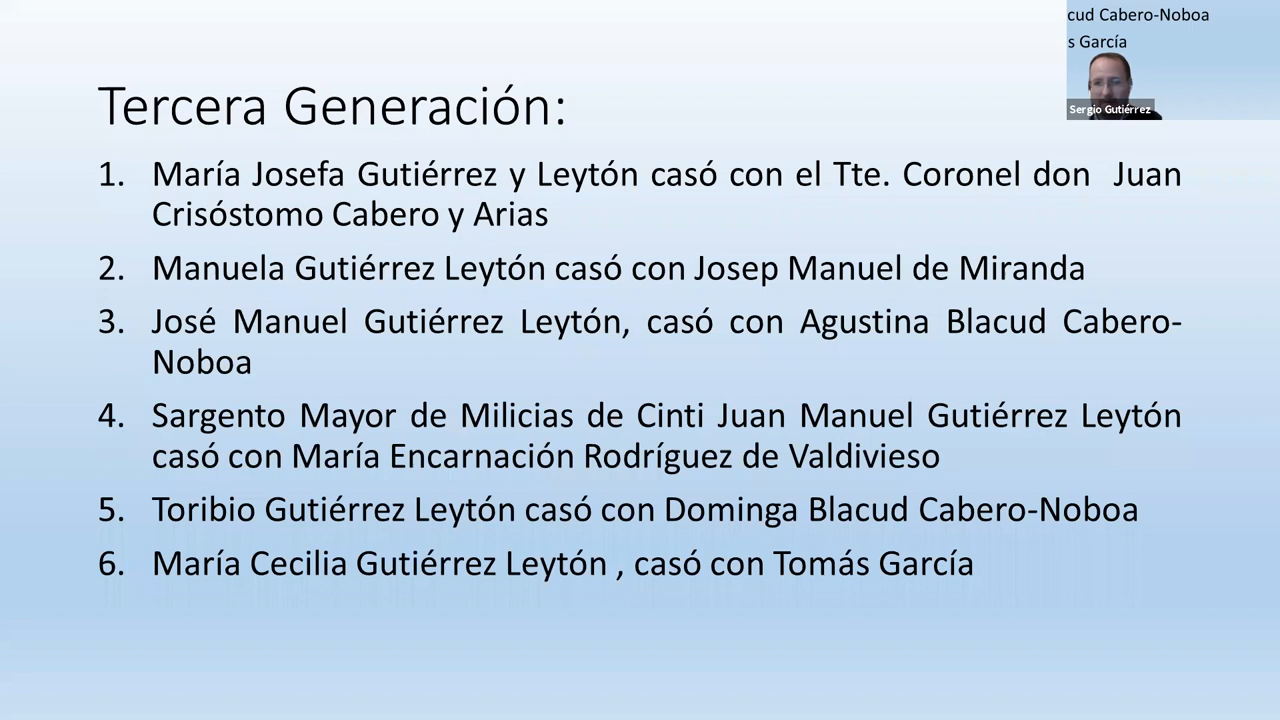 cud Cabero-Noboa
s García
Sergio Gutiérrez
Tercera Generación:
1. María Josefa Gutiérrez y Leytón casó con el Tte. Coronel don Juan
Crisóstomo Cabero y Arias
2. Manuela Gutiérrez Leytón casó con Josep Manuel de Miranda
3. José Manuel Gutiérrez Leytón, casó con Agustina Blacud Cabero-
Noboa
4. Sargento Mayor de Milicias de Cinti Juan Manuel Gutiérrez Leytón
casó con María Encarnación Rodríguez de Valdivieso
5. Toribio Gutiérrez Leytón casó con Dominga Blacud Cabero-Noboa
6. María Cecilia Gutiérrez Leytón , casó con Tomás García